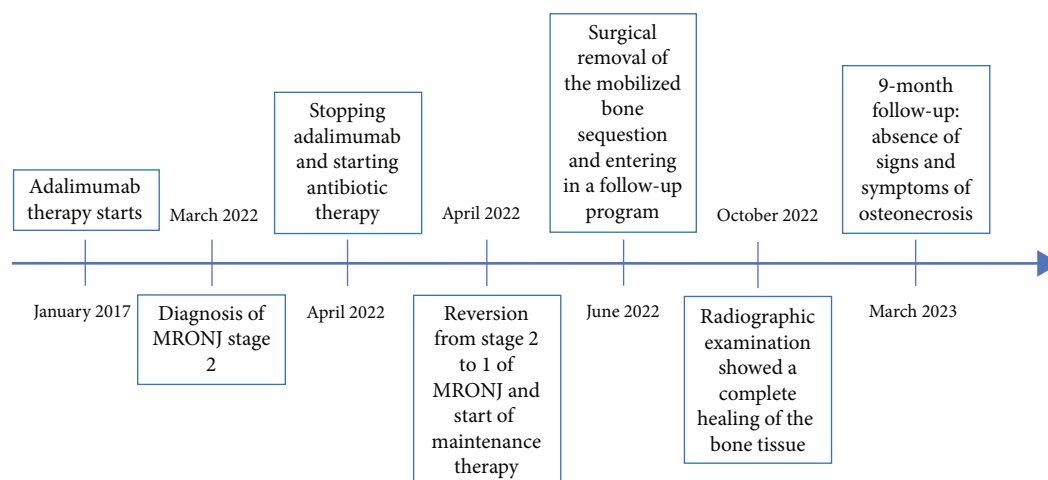 Adalimumab
therapy starts
January 2017
March 2022
Diagnosis of
MRONJ stage
2
Stopping
adalimumab
and starting
antibiotic
therapy
April 2022
April 2022
Reversion
from stage 2
to 1 of
MRONJ and
start of
maintenance
therapy
Surgical
removal of
the mobilized
bone
sequestion
and entering
in a follow-up
program
June 2022
October 2022
Radiographic
examination
showed a
complete
healing of the
bone tissue
9-month
follow-up:
absence of
signs and
symptoms of
osteonecrosis
March 2023